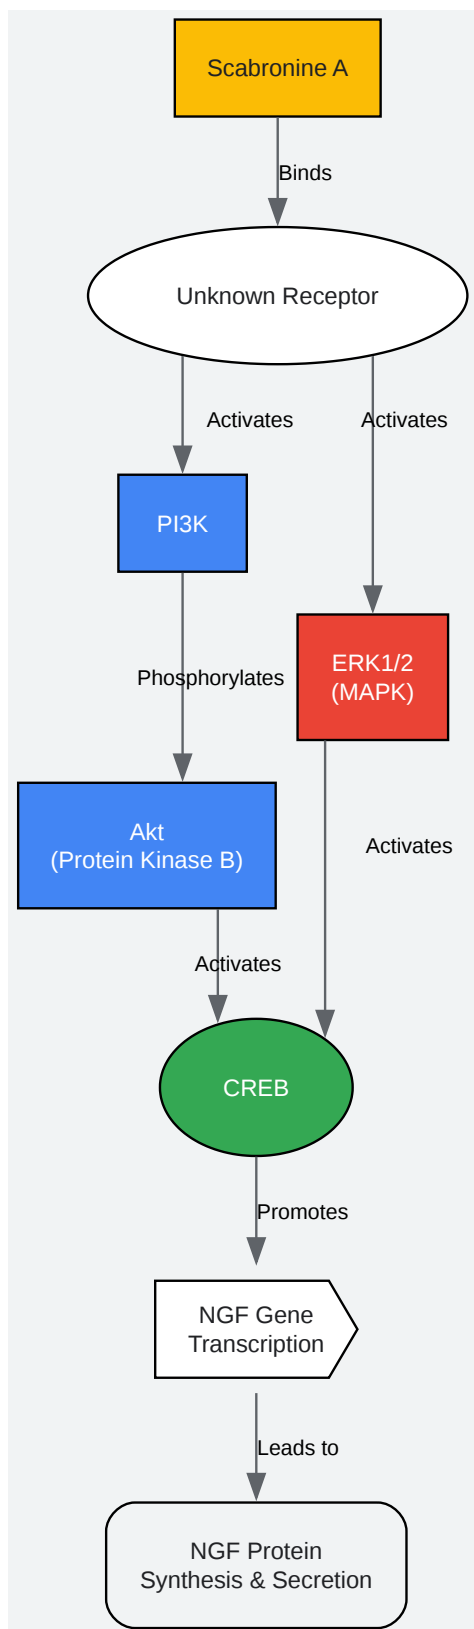 Scabronine A
Binds
Unknown Receptor
Activates
Activates
PI3K
ERK1/2
(MAPK)
Phosphorylates
Akt
(Protein Kinase B)
Activates
Activates
CREB
Promotes
NGF Gene
Transcription
Leads to
NGF Protein
Synthesis & Secretion